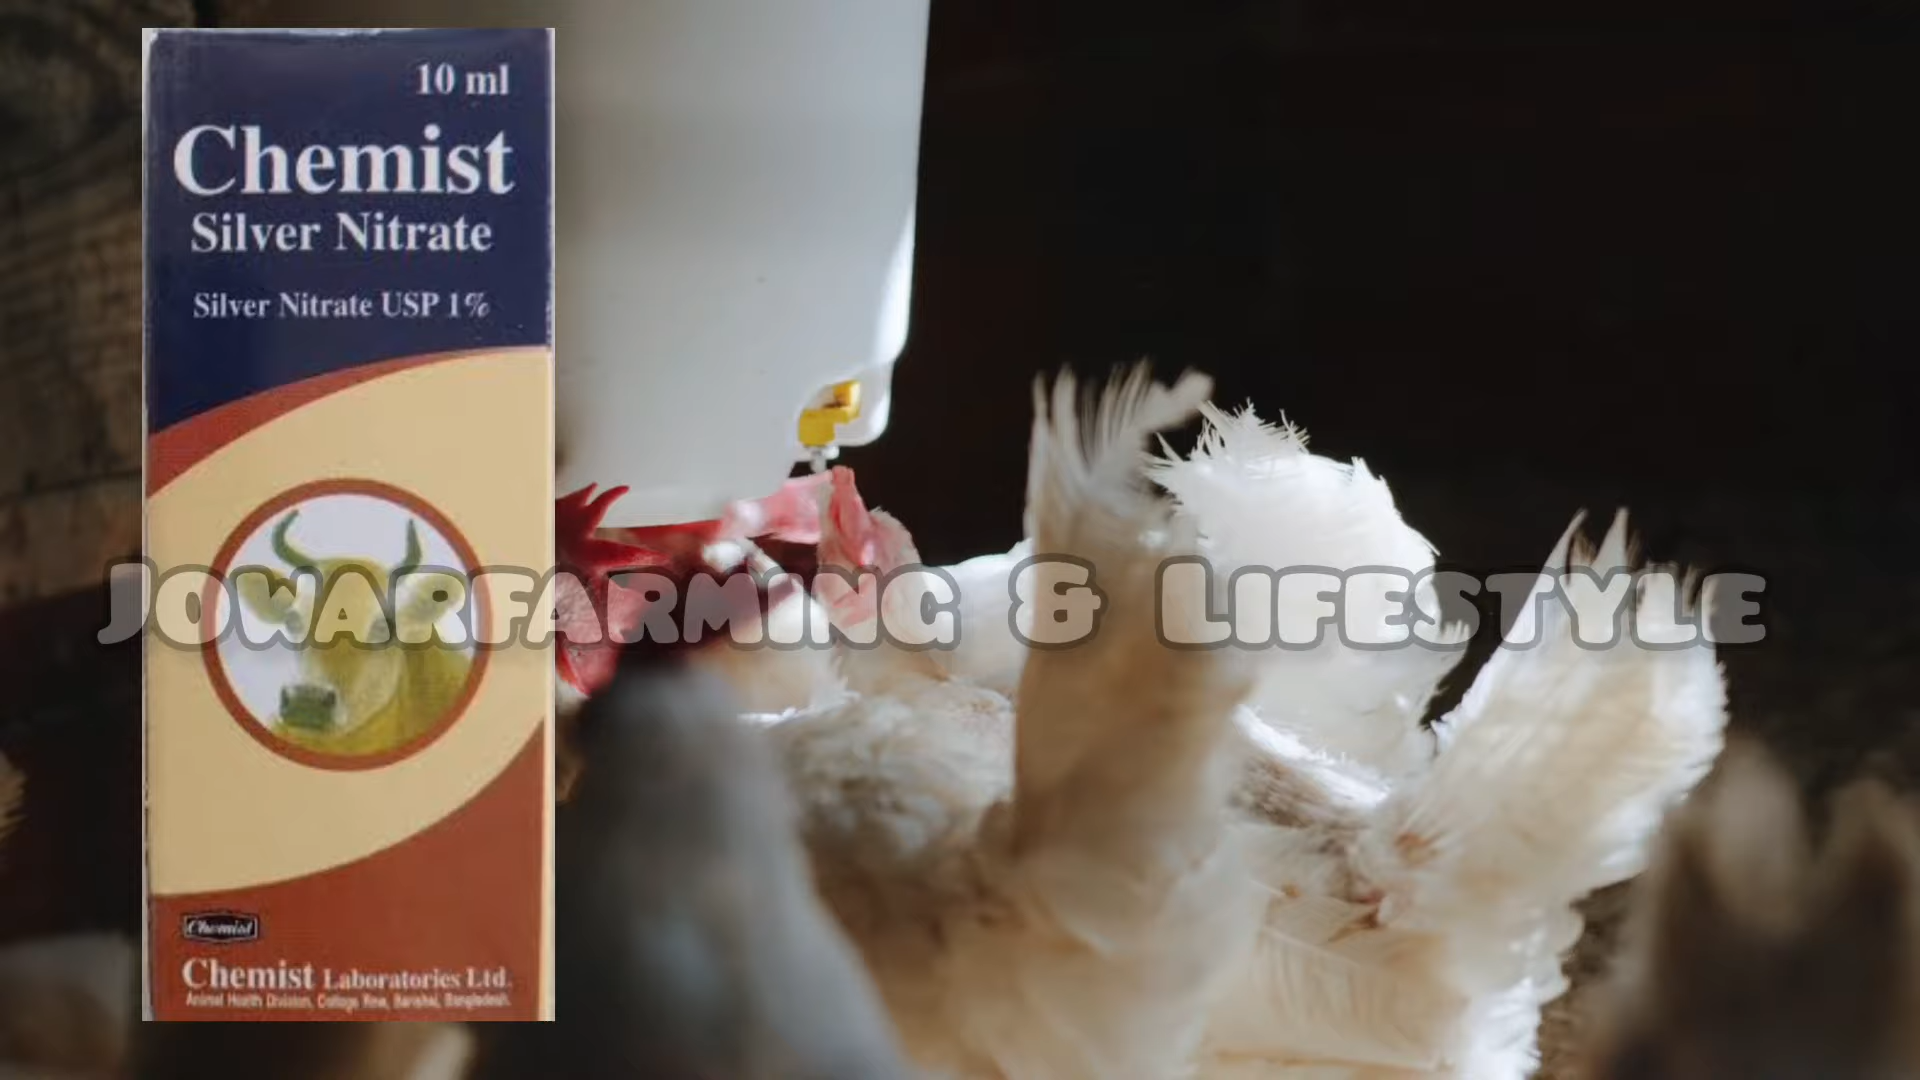 10 ml
Chemist
Silver Nitrate
Silver Nitrate USP 1%
JOWARFARMING & LIFESTYLE
Chemist
Chemist Laboratories Ltd.
Animal Health Division, College Row, Barishal, Bangladesh.